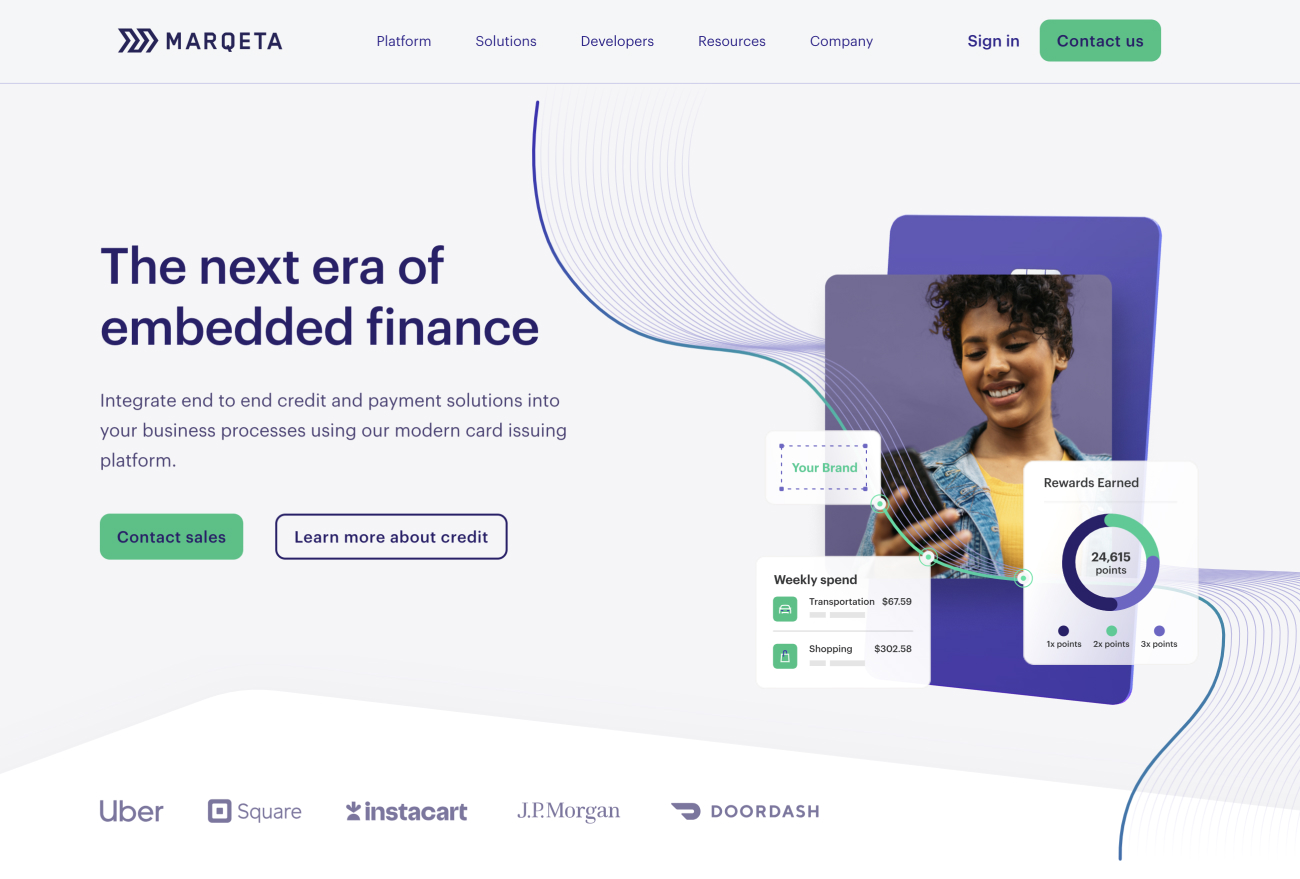 MARQETA
Platform
Solutions
Developers
Resources
Company
Sign in
Contact us
The next era of
embedded finance
Integrate end to end credit and payment solutions into
your business processes using our modern card issuing
platform.
Contact sales
Learn more about credit
Your Brand
Weekly spend
Transportation $67.59
Shopping $302.58
Rewards Earned
24,615
points
1x points 2x points 3x points
Uber
Square
instacart
J.P.Morgan
DOORDASH